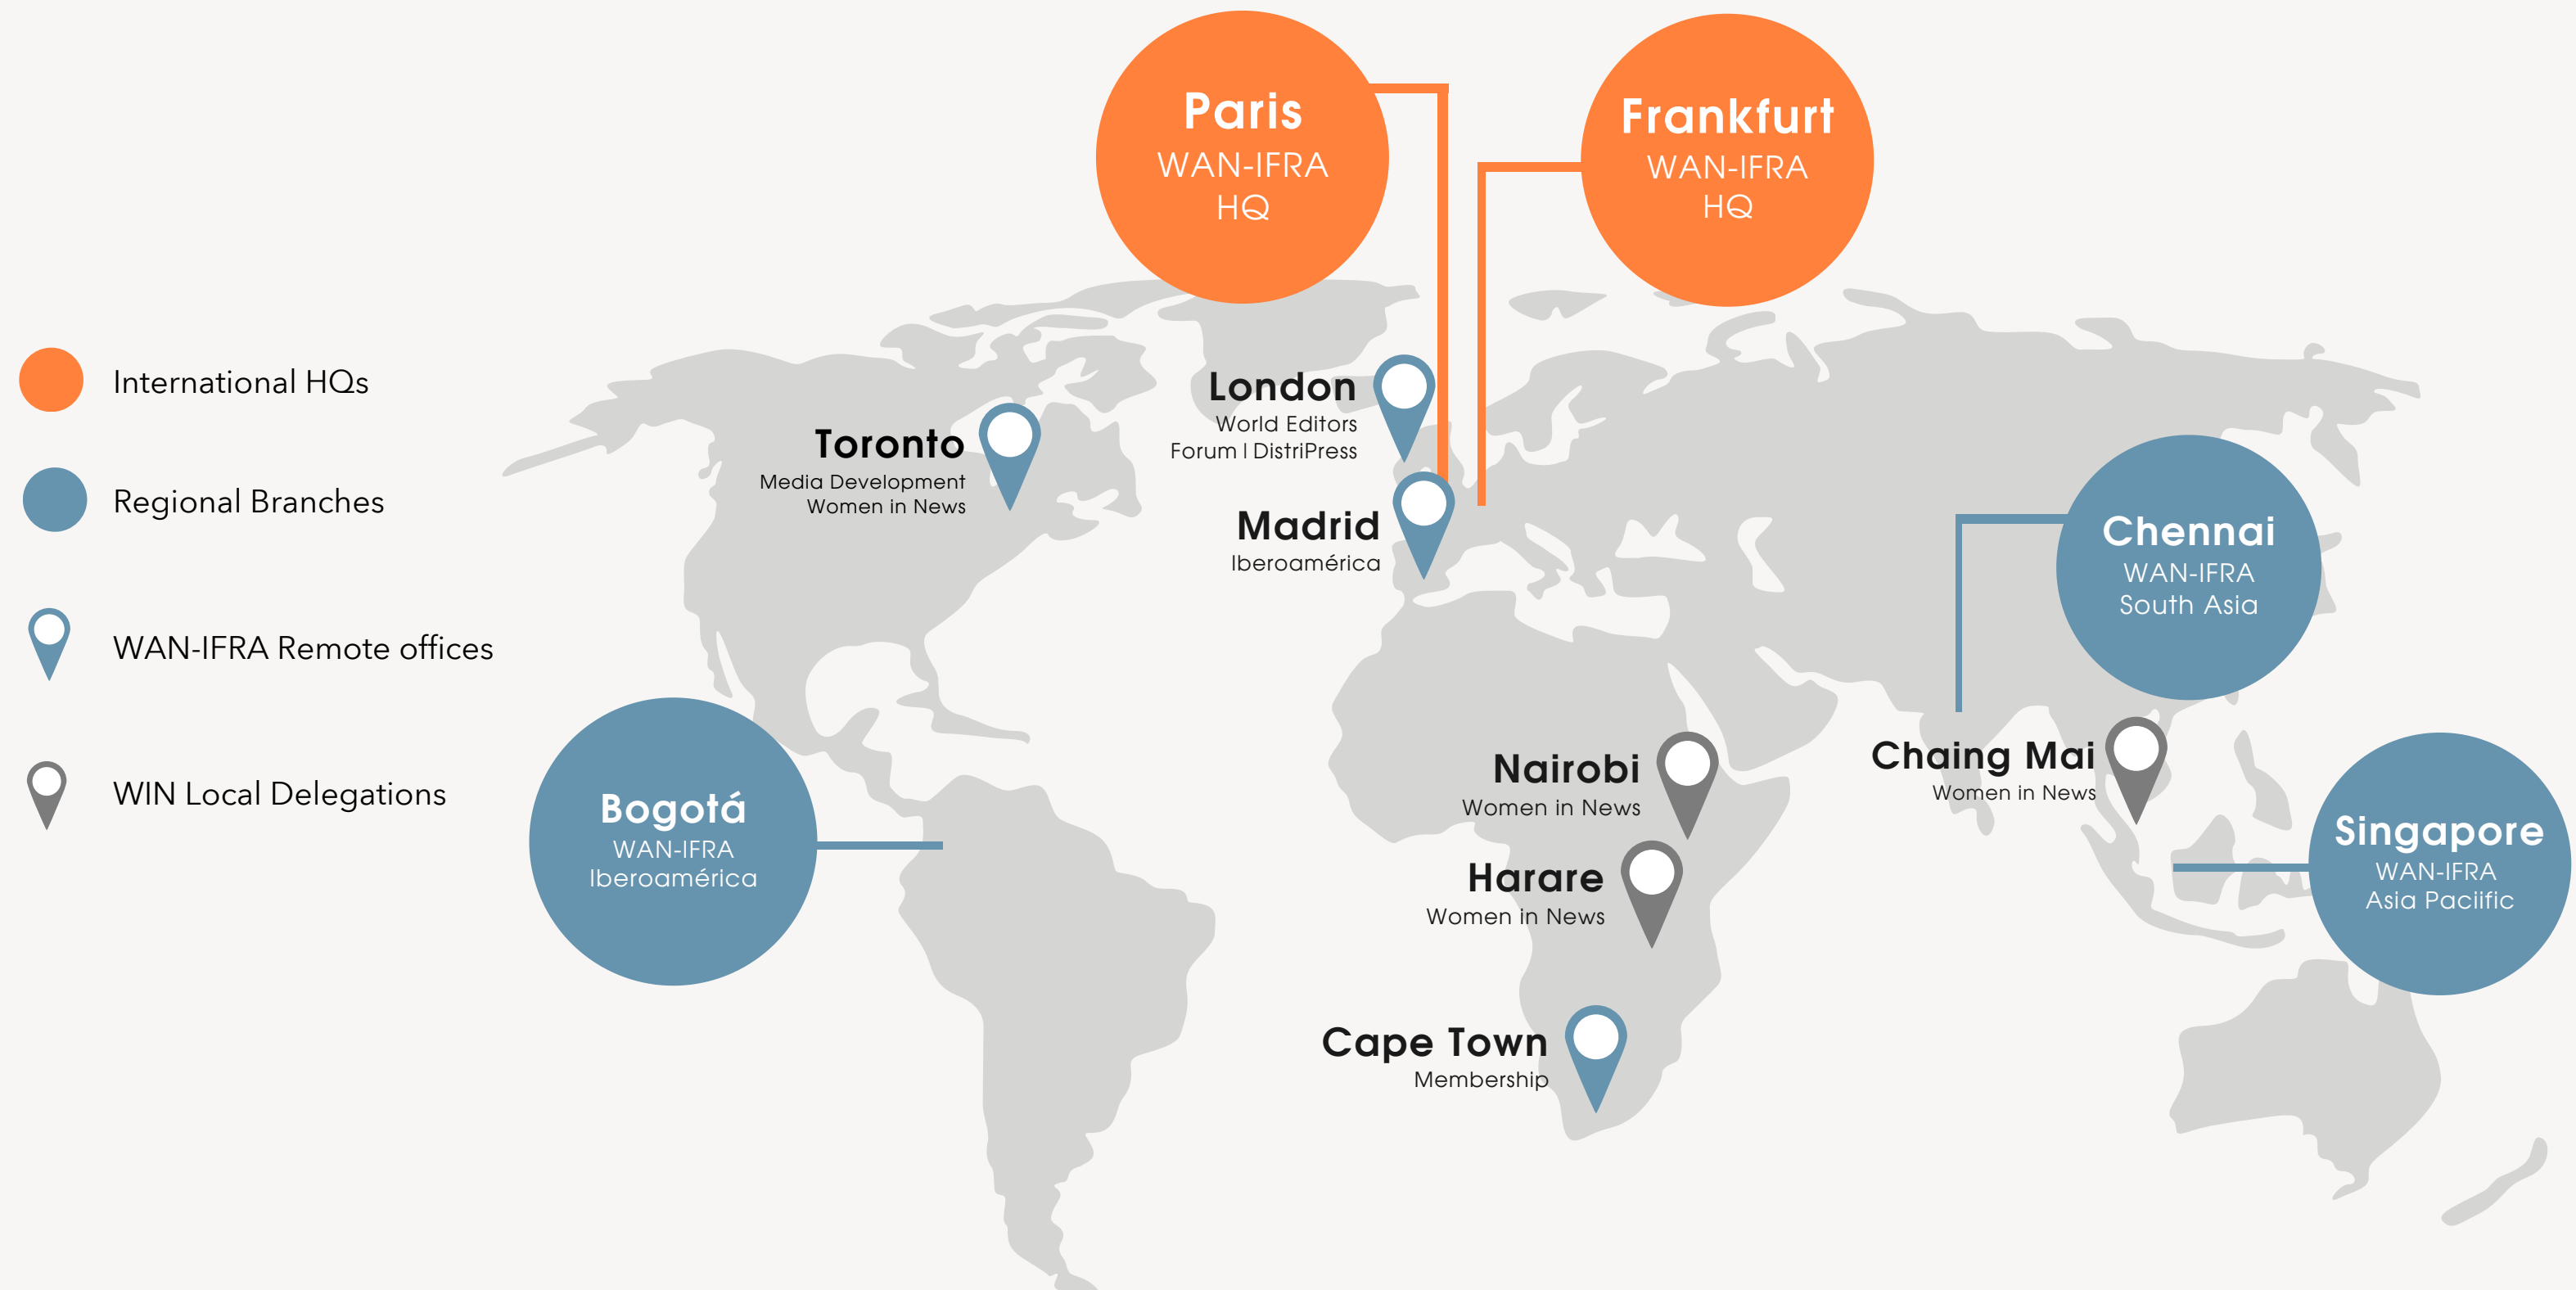 Paris
WAN-IFRA
HQ
Frankfurt
WAN-IFRA
HQ
International HQs
Regional Branches
WAN-IFRA Remote offices
WIN Local Delegations
Toronto
Media Development
Women in News
London
World Editors
Forum | DistriPress
Madrid
Iberoamérica
Chennai
WAN-IFRA
South Asia
Bogotá
WAN-IFRA
Iberoamérica
Nairobi
Women in News
Chaing Mai
Women in News
Singapore
WAN-IFRA
Asia Paciific
Harare
Women in News
Cape Town
Membership